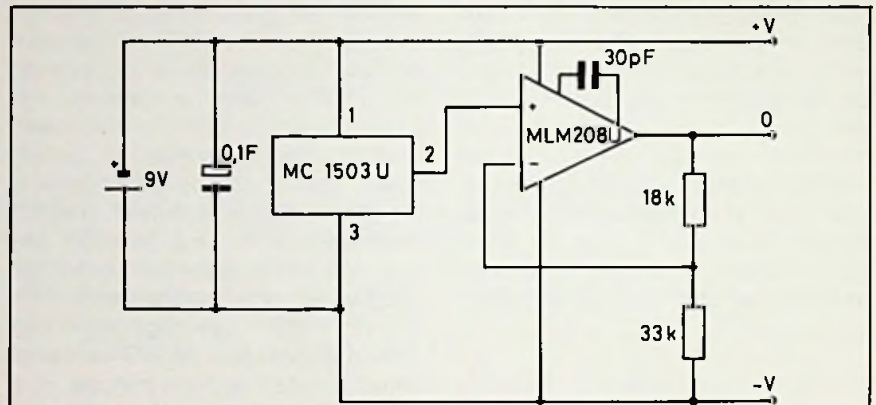 +V
30pF
0
1
+
MLM208U
0,1F
2
+
9V
MC 1503 U
−
18k
3
33k
−V